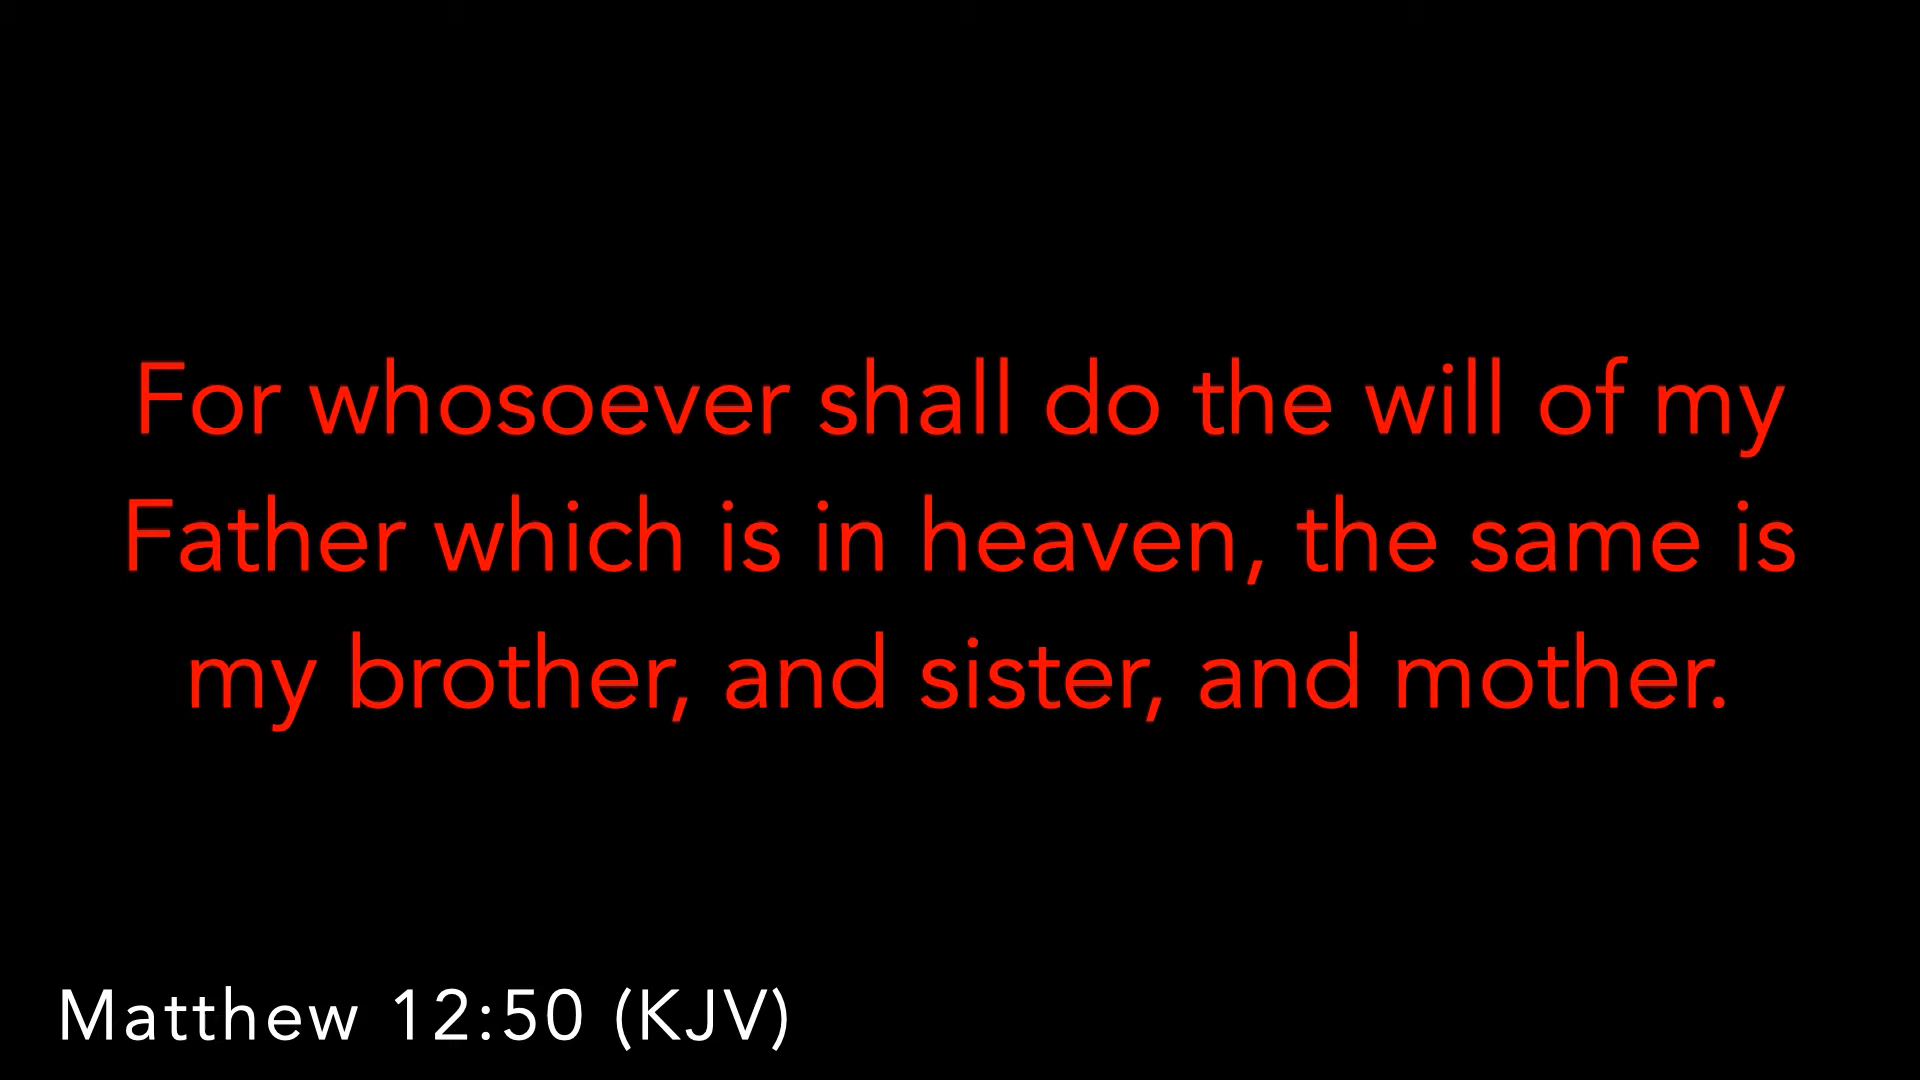 For whosoever shall do the will of my
Father which is in heaven, the same is
my brother, and sister, and mother.
Matthew 12:50 (KJV)